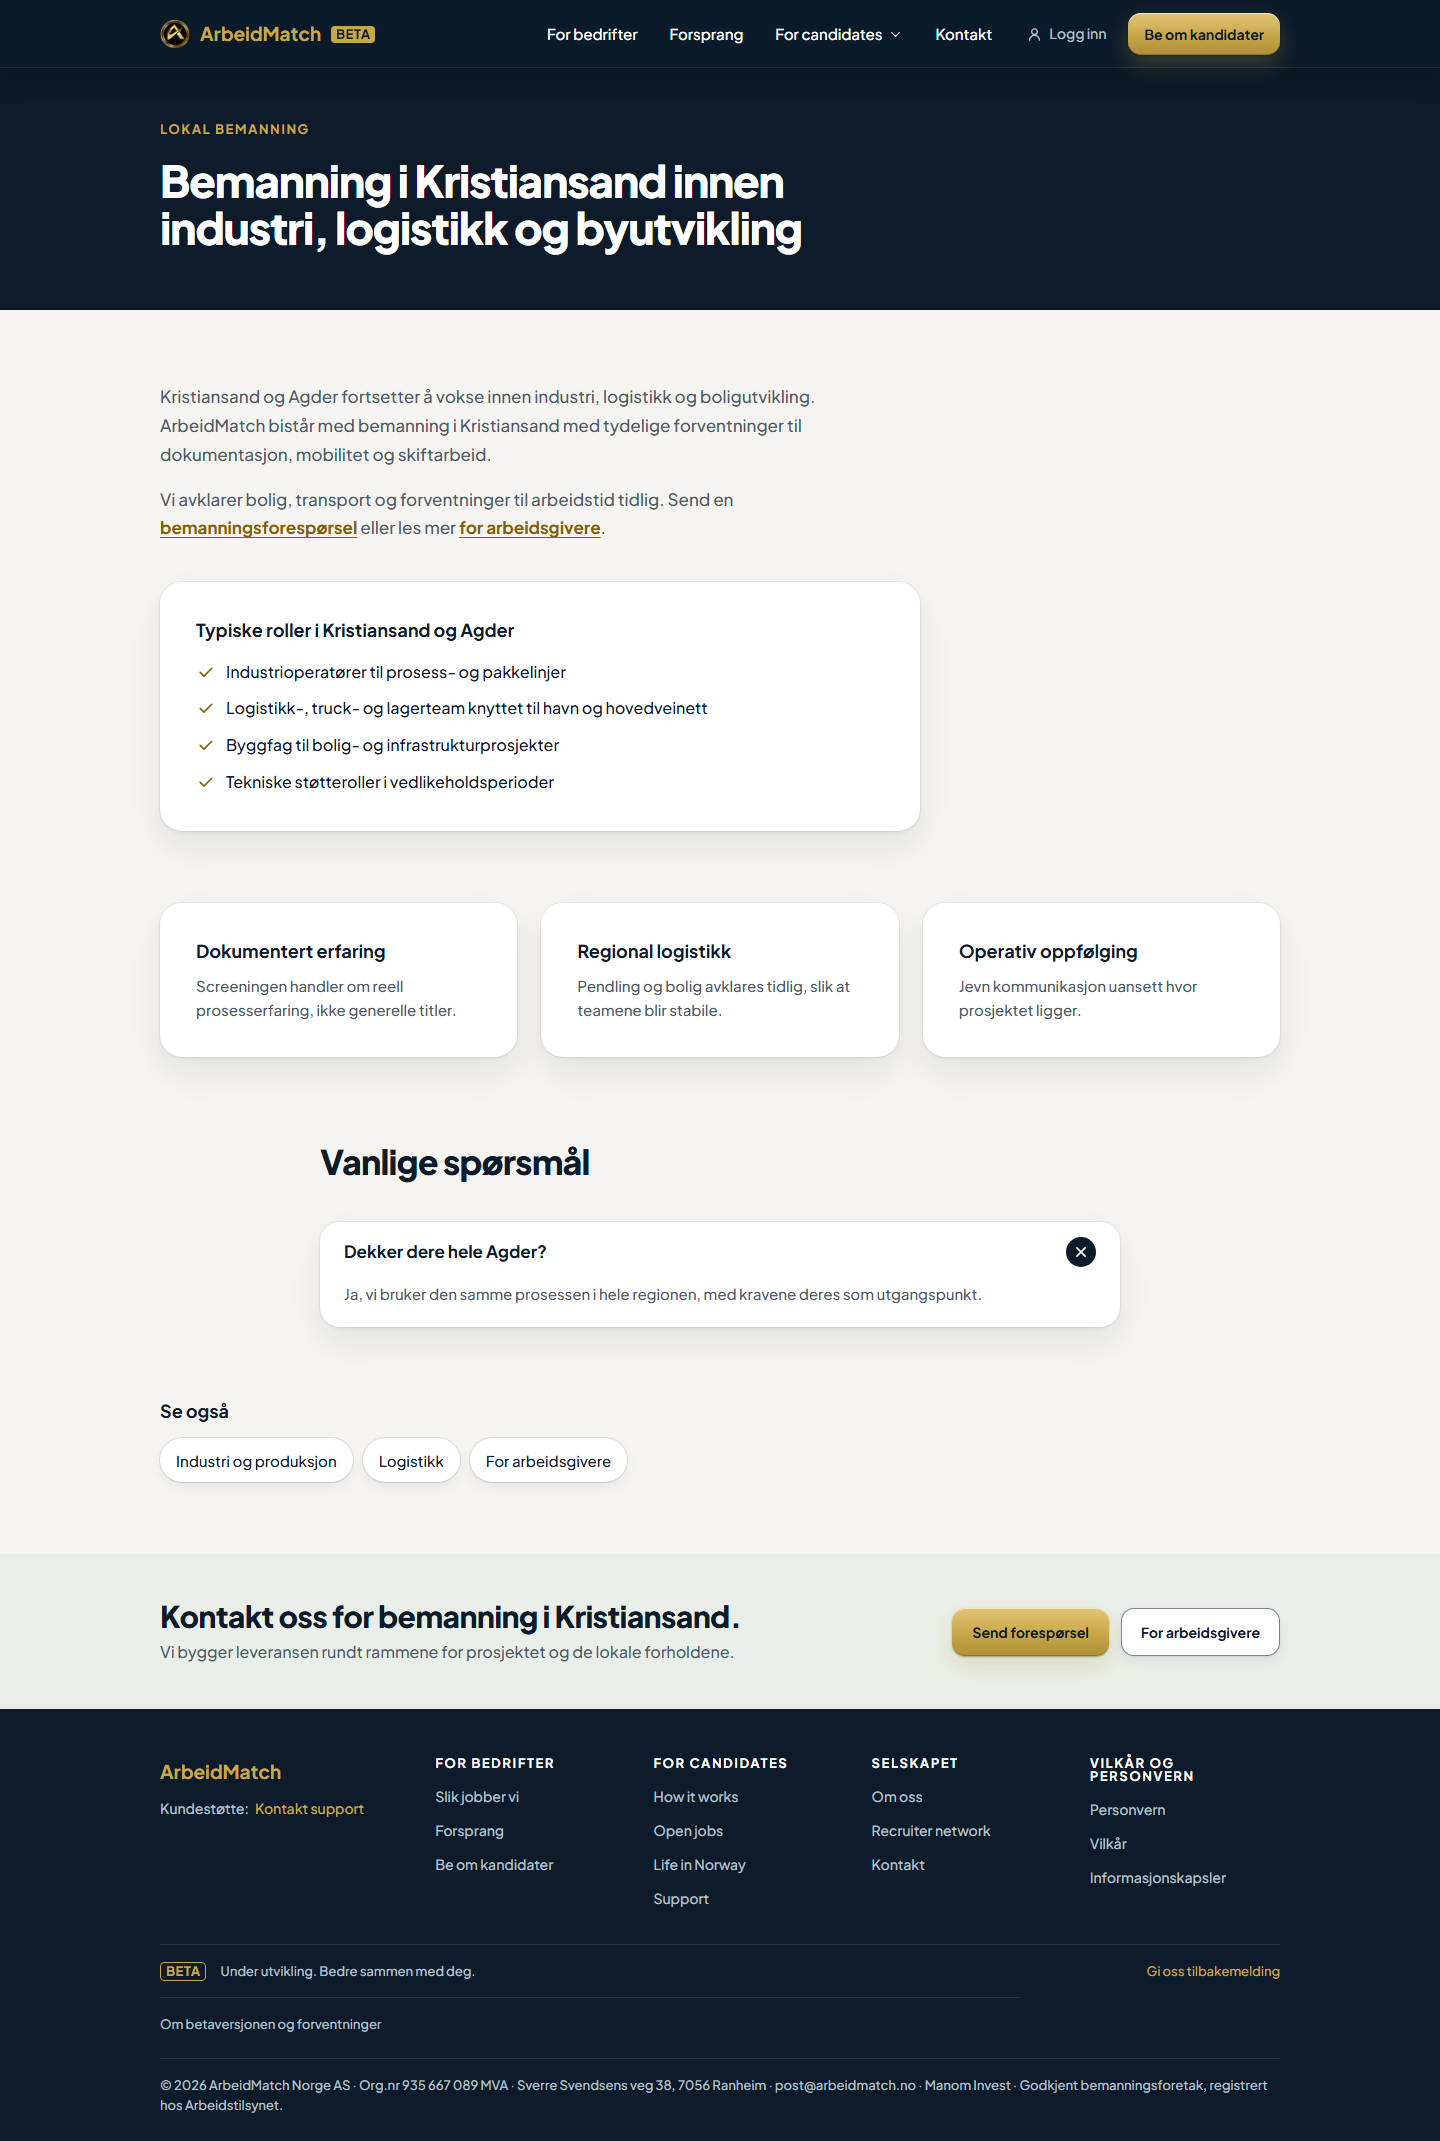 ArbeidMatch BETA
For bedrifter
Forsprang
For candidates
Kontakt
Logg inn
Be om kandidater
LOKAL BEMANNING
Bemanning i Kristiansand innen
industri, logistikk og byutvikling
Kristiansand og Agder fortsetter å vokse innen industri, logistikk og boligutvikling.
ArbeidMatch bistår med bemanning i Kristiansand med tydelige forventninger til
dokumentasjon, mobilitet og skiftarbeid.
Vi avklarer bolig, transport og forventninger til arbeidstid tidlig. Send en
bemanningsforespørsel eller les mer for arbeidsgivere.
Typiske roller i Kristiansand og Agder
Industrioperatører til prosess- og pakkelinjer
Logistikk-, truck- og lagerteam knyttet til havn og hovedveinett
Byggfag til bolig- og infrastrukturprosjekter
Tekniske støtteroller i vedlikeholdsperioder
Dokumentert erfaring
Screeningen handler om reell
prosesserfaring, ikke generelle titler.
Regional logistikk
Pendling og bolig avklares tidlig, slik at
teamene blir stabile.
Operativ oppfølging
Jevn kommunikasjon uansett hvor
prosjektet ligger.
Vanlige spørsmål
Dekker dere hele Agder?
Ja, vi bruker den samme prosessen i hele regionen, med kravene deres som utgangspunkt.
Se også
Industri og produksjon
Logistikk
For arbeidsgivere
Kontakt oss for bemanning i Kristiansand.
Vi bygger leveransen rundt rammene for prosjektet og de lokale forholdene.
Send forespørsel
For arbeidsgivere
ArbeidMatch
Kundestøtte: Kontakt support
FOR BEDRIFTER
Slik jobber vi
Forsprang
Be om kandidater
FOR CANDIDATES
How it works
Open jobs
Life in Norway
Support
SELSKAPET
Om oss
Recruiter network
Kontakt
VILKÅR OG
PERSONVERN
Personvern
Vilkår
Informasjonskapsler
BETA Under utvikling. Bedre sammen med deg.
Gi oss tilbakemelding
Om betaversjonen og forventninger
© 2026 ArbeidMatch Norge AS · Org.nr 935 667 089 MVA · Sverre Svendsens veg 38, 7056 Ranheim · post@arbeidmatch.no · Manom Invest · Godkjent bemanningsforetak, registrert
hos Arbeidstilsynet.